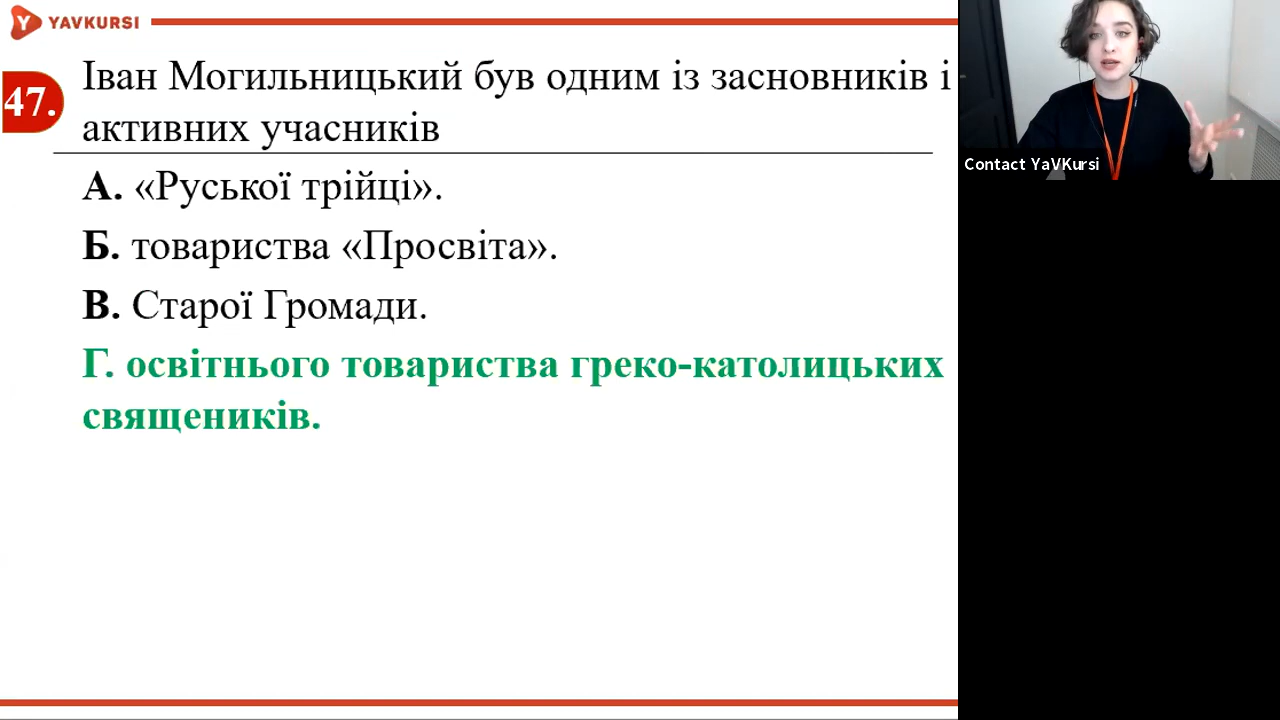 YAVKURSI
47.
Іван Могильницький був одним із засновників і
активних учасників
А. «Руської трійці».
Б. товариства «Просвіта».
В. Старої Громади.
Г. освітнього товариства греко-католицьких
священиків.
Contact YaVKursi